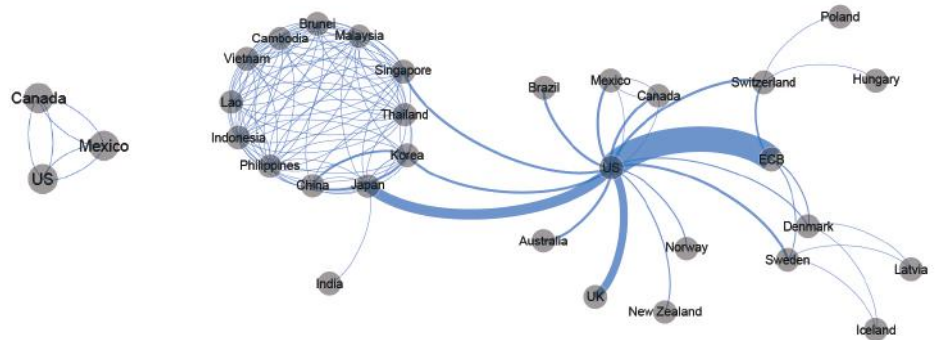 Canada
Mexico
US
Brunei
Cambodia
Malaysia
Vietnam
Singapore
Lao
Thailand
Indonesia
Korea
Philippines
China
Japan
India
Brazil
Mexico
Canada
US
Australia
Norway
UK
New Zealand
Poland
Switzerland
Hungary
ECB
Denmark
Sweden
Latvia
Iceland